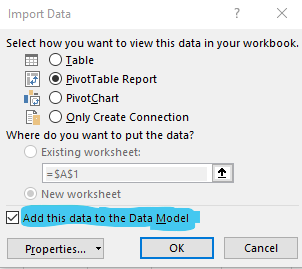 Import Data
Select how you want to view this data in your workbook.
Table
PivotTable Report
PivotChart
Only Create Connection
Where do you want to put the data?
Existing worksheet:
=$A$1
New worksheet
Add this data to the Data Model
Properties...
OK
Cancel